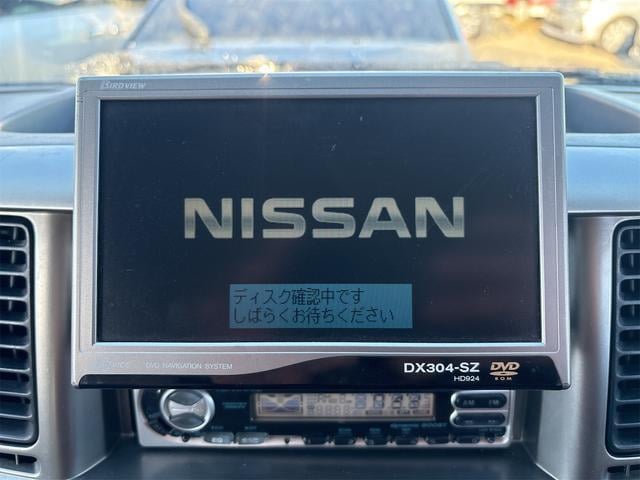 BIRDVIEW
NISSAN
ディスク確認中です
しばらくお待ちください
DVD NAVIGATION SYSTEM
DX304-SZ
HD924
DVD
ROM